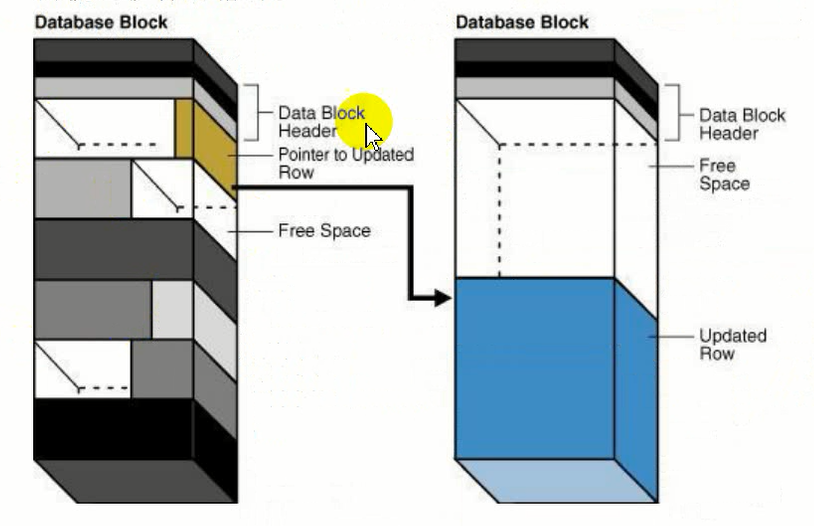 Database Block
Data Block
Header
Pointer to Updated
Row
Free Space
Database Block
Data Block
Header
Free
Space
Updated
Row